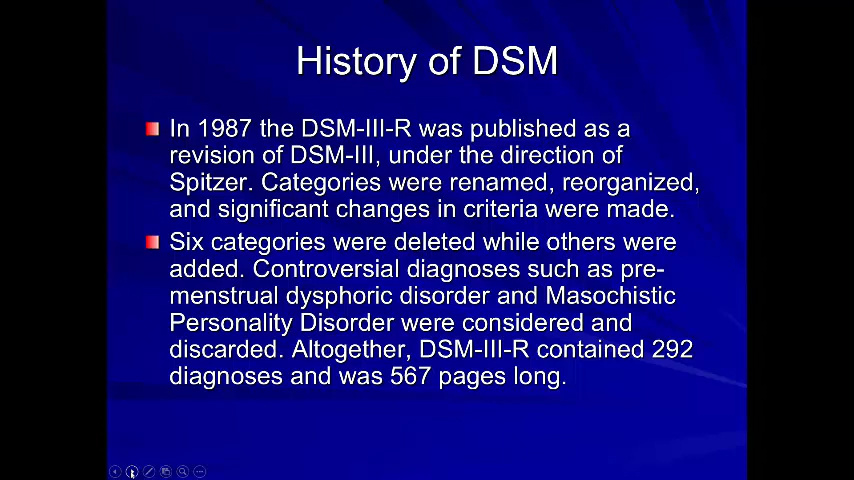 History of DSM
In 1987 the DSM-III-R was published as a
revision of DSM-III, under the direction of
Spitzer. Categories were renamed, reorganized,
and significant changes in criteria were made.
Six categories were deleted while others were
added. Controversial diagnoses such as pre-
menstrual dysphoric disorder and Masochistic
Personality Disorder were considered and
discarded. Altogether, DSM-III-R contained 292
diagnoses and was 567 pages long.